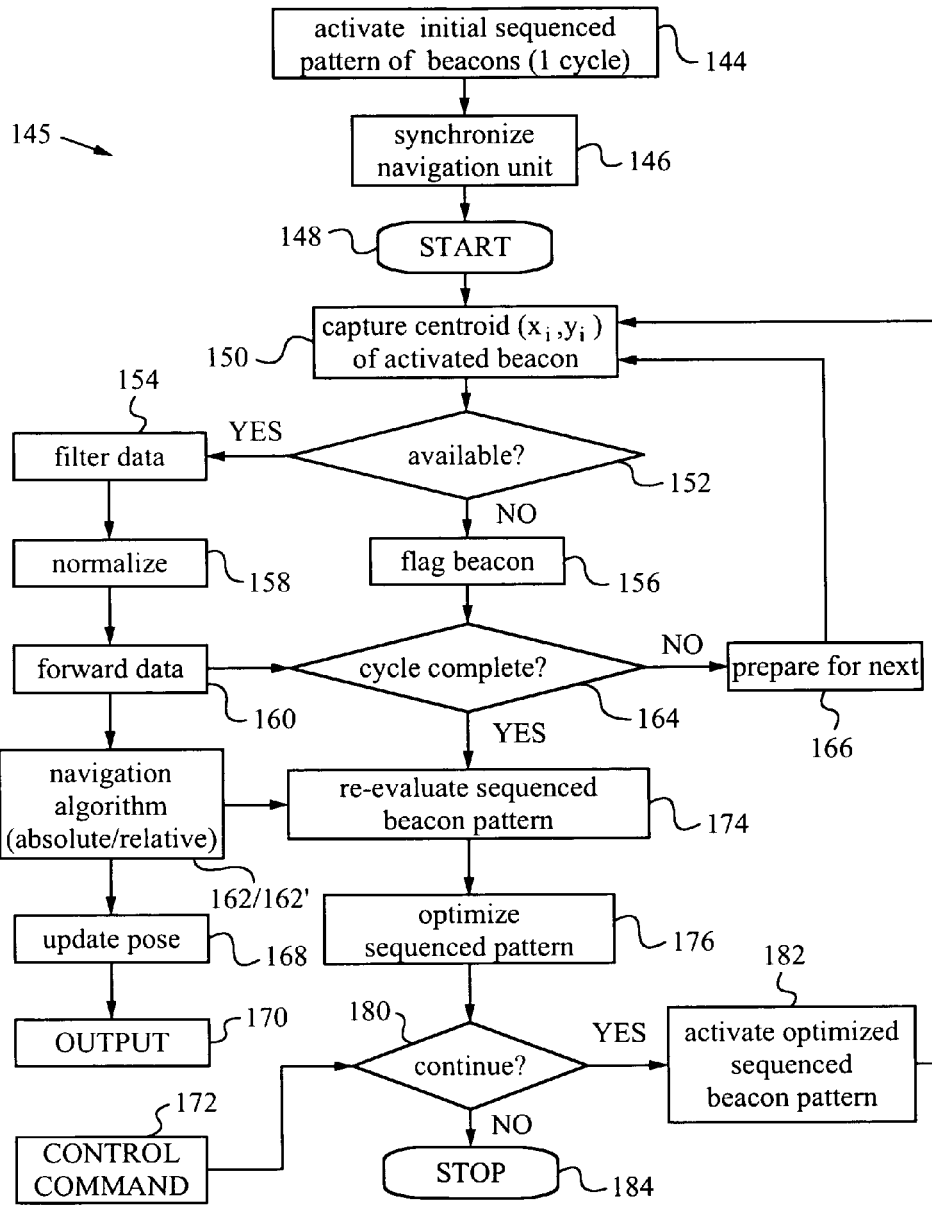 activate initial sequenced
pattern of beacons (1 cycle)
144
145
synchronize
navigation unit
146
148
START
capture centroid (x i ,y i )
of activated beacon
150
154
YES
filter data
available?
152
NO
normalize
158
flag beacon
156
forward data
160
cycle complete?
164
NO
prepare for next
166
YES
navigation
algorithm
(absolute/relative)
162/162'
re-evaluate sequenced
beacon pattern
174
update pose
168
optimize
sequenced pattern
176
182
OUTPUT
170
180
continue?
YES
activate optimized
sequenced
beacon pattern
172
CONTROL
COMMAND
NO
STOP
184